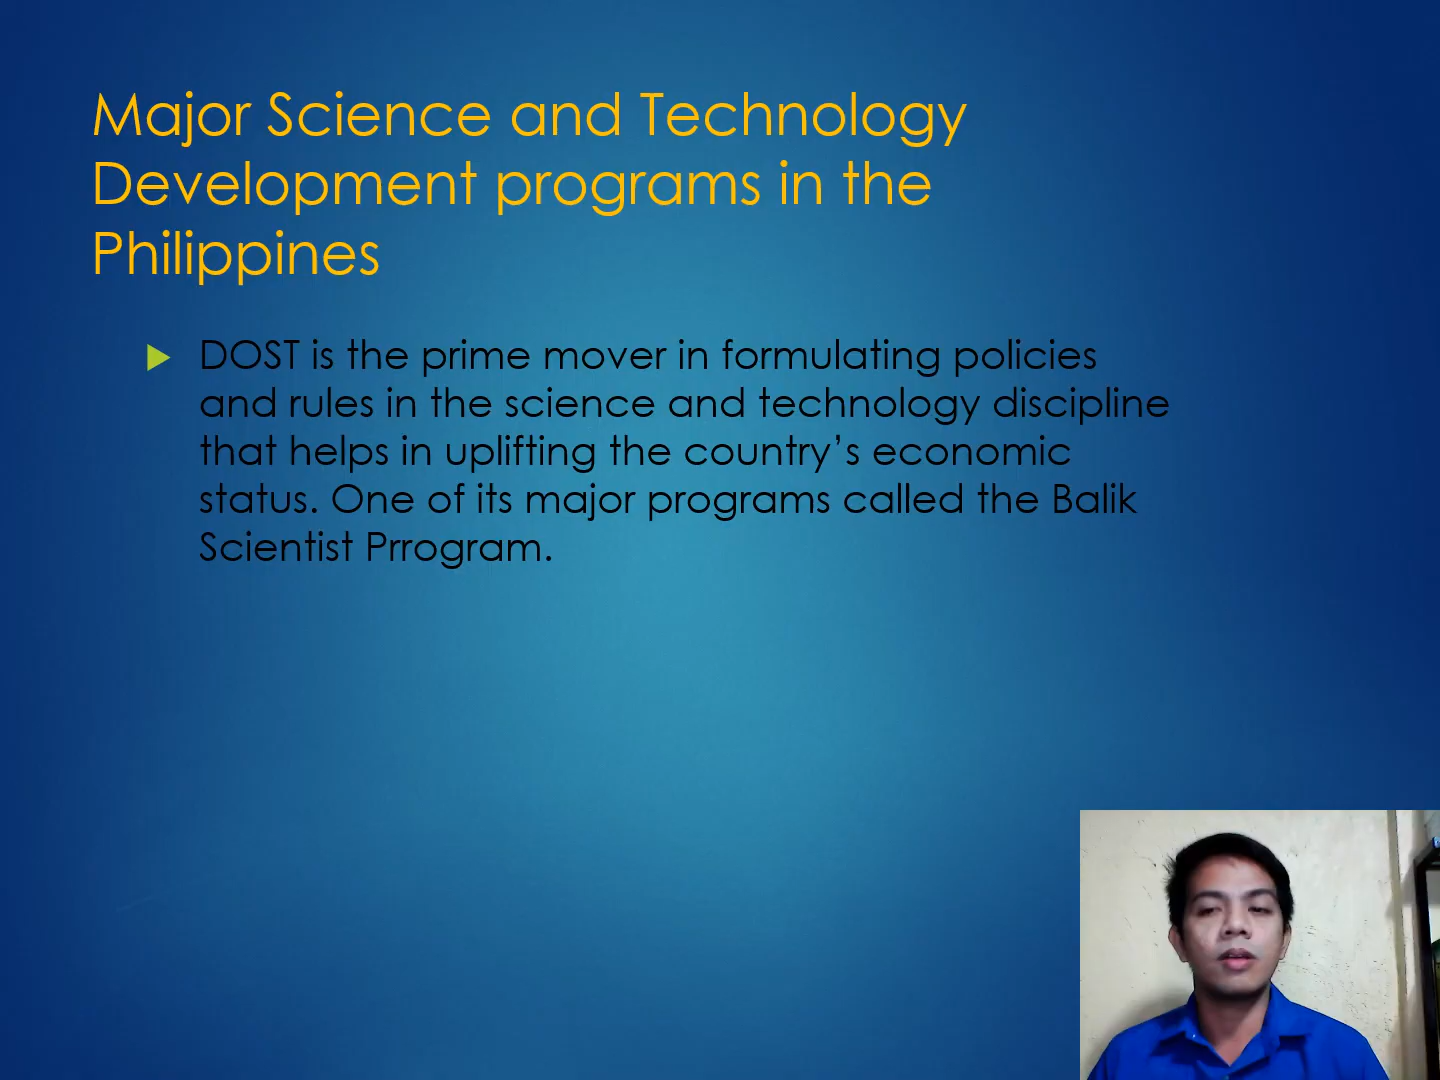 Major Science and Technology
Development programs in the
Philippines
DOST is the prime mover in formulating policies
and rules in the science and technology discipline
that helps in uplifting the country’s economic
status. One of its major programs called the Balik
Scientist Prrogram.